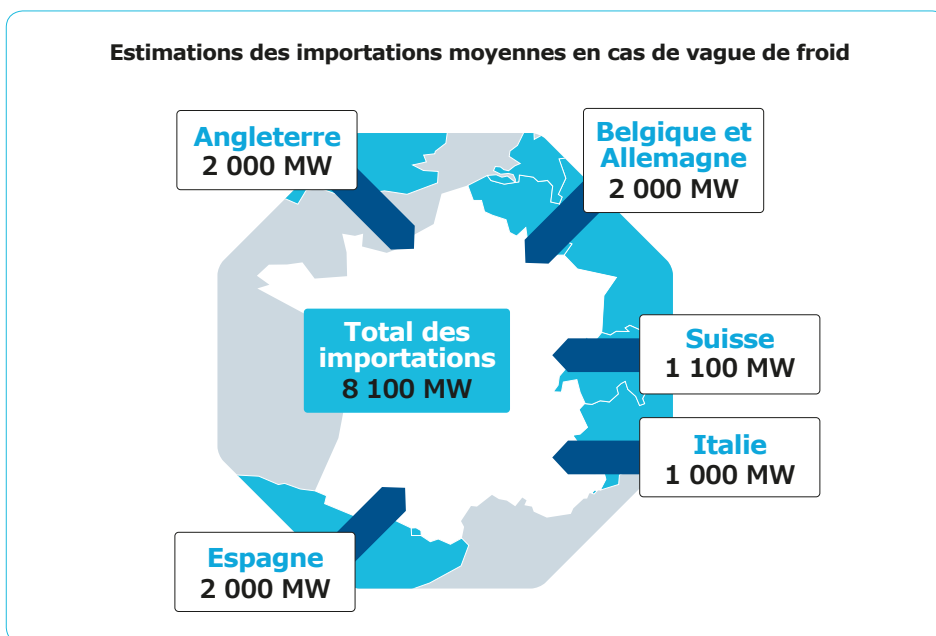 Estimations des importations moyennes en cas de vague de froid
Angleterre
2 000 MW
Belgique et
Allemagne
2 000 MW
Total des
importations
8 100 MW
Suisse
1 100 MW
Italie
1 000 MW
Espagne
2 000 MW